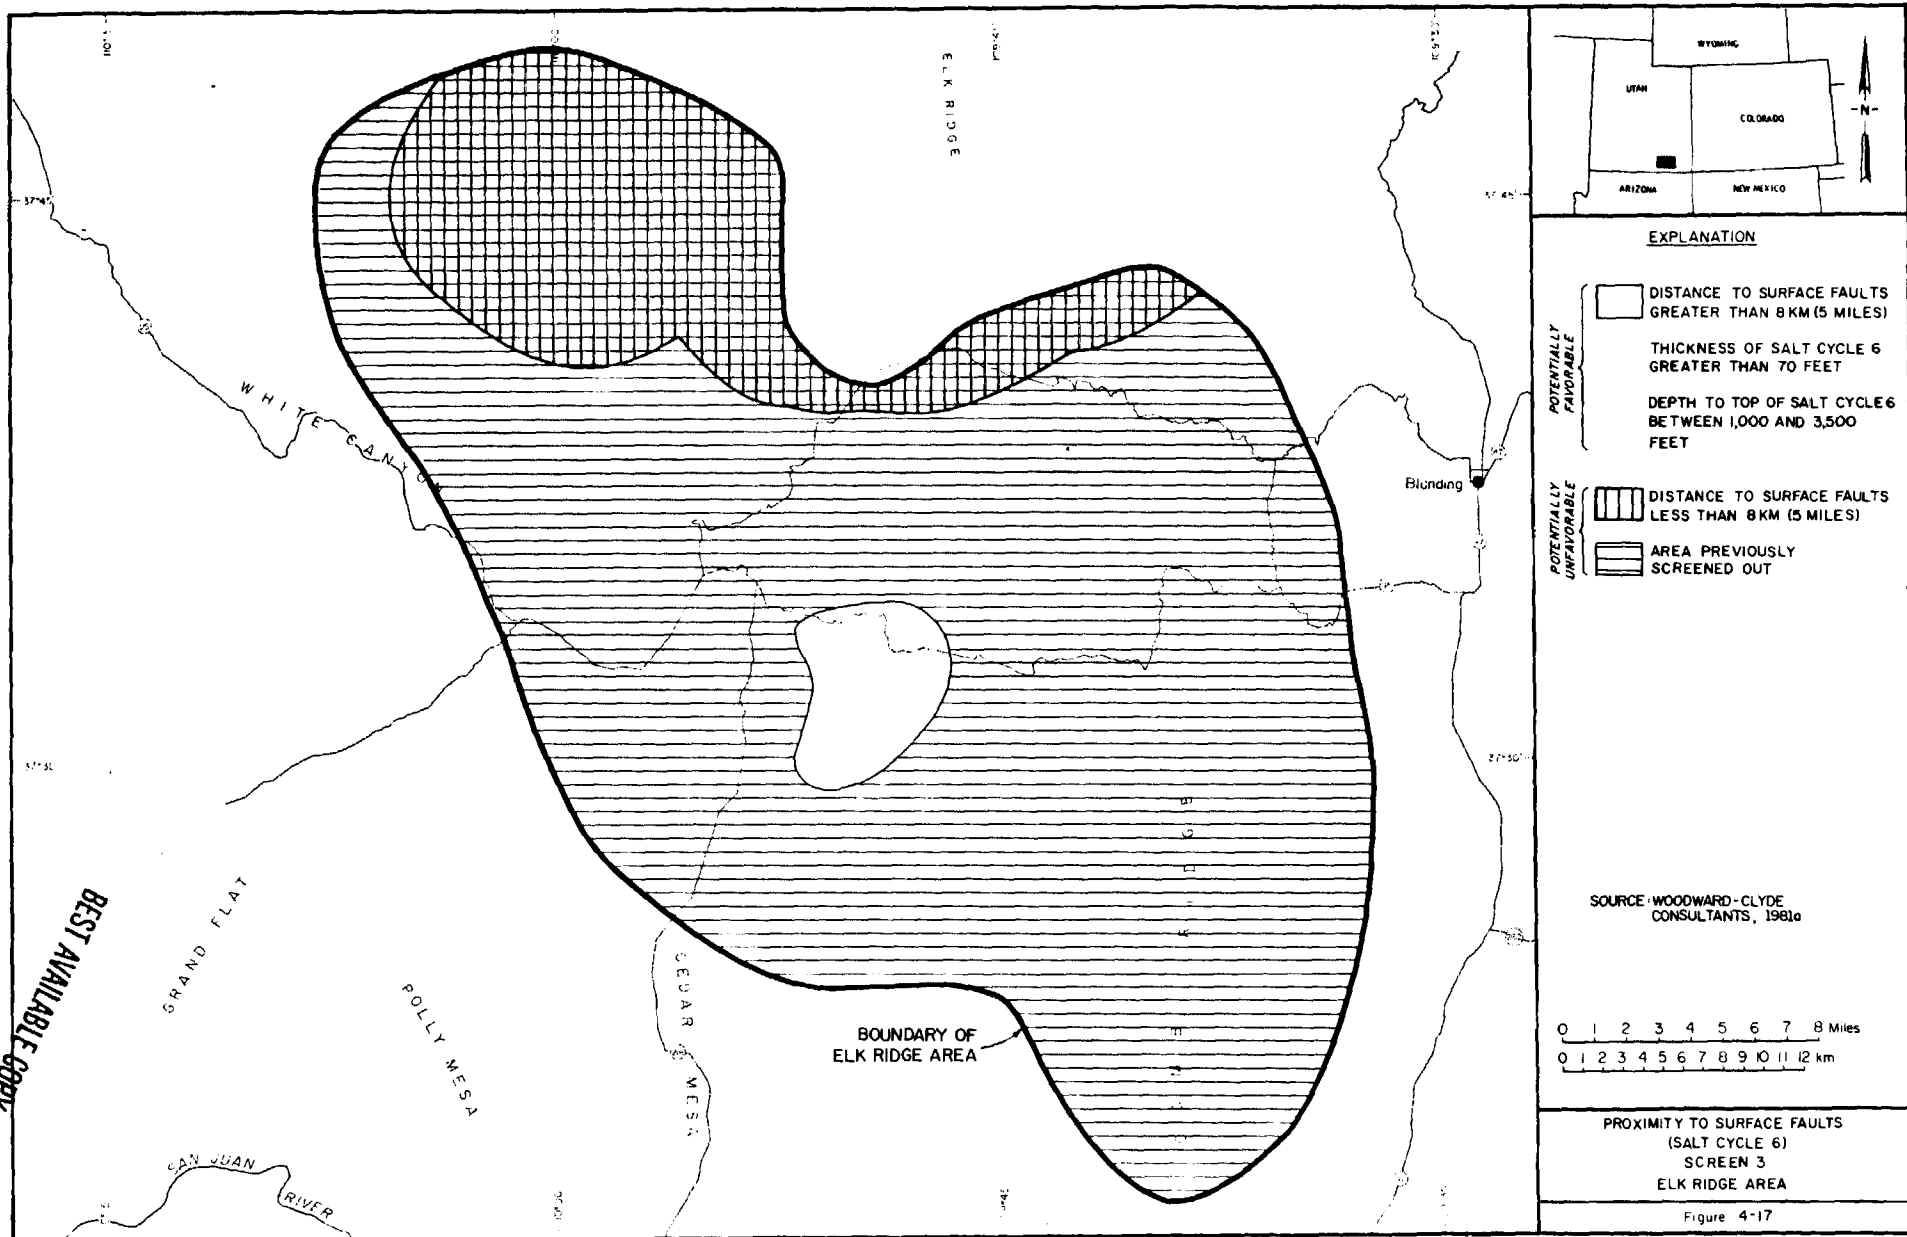 ELK RIDGE
37°45'
WHITE CANYON
Blanding
37°30'
GRAND FLAT
POLLY MESA
CEDAR MESA
BOUNDARY OF
ELK RIDGE AREA
SAN JUAN
RIVER
BEST AVAILABLE COPY
WYOMING
UTAH
COLORADO
ARIZONA
NEW MEXICO
-N-
EXPLANATION
POTENTIALLY
FAVORABLE
DISTANCE TO SURFACE FAULTS
GREATER THAN 8 KM (5 MILES)
THICKNESS OF SALT CYCLE 6
GREATER THAN 70 FEET
DEPTH TO TOP OF SALT CYCLE 6
BETWEEN 1,000 AND 3,500
FEET
POTENTIALLY
UNFAVORABLE
DISTANCE TO SURFACE FAULTS
LESS THAN 8 KM (5 MILES)
AREA PREVIOUSLY
SCREENED OUT
SOURCE: WOODWARD-CLYDE
CONSULTANTS, 1981a
0 1 2 3 4 5 6 7 8 Miles
0 1 2 3 4 5 6 7 8 9 10 11 12 km
PROXIMITY TO SURFACE FAULTS
(SALT CYCLE 6)
SCREEN 3
ELK RIDGE AREA
Figure 4-17